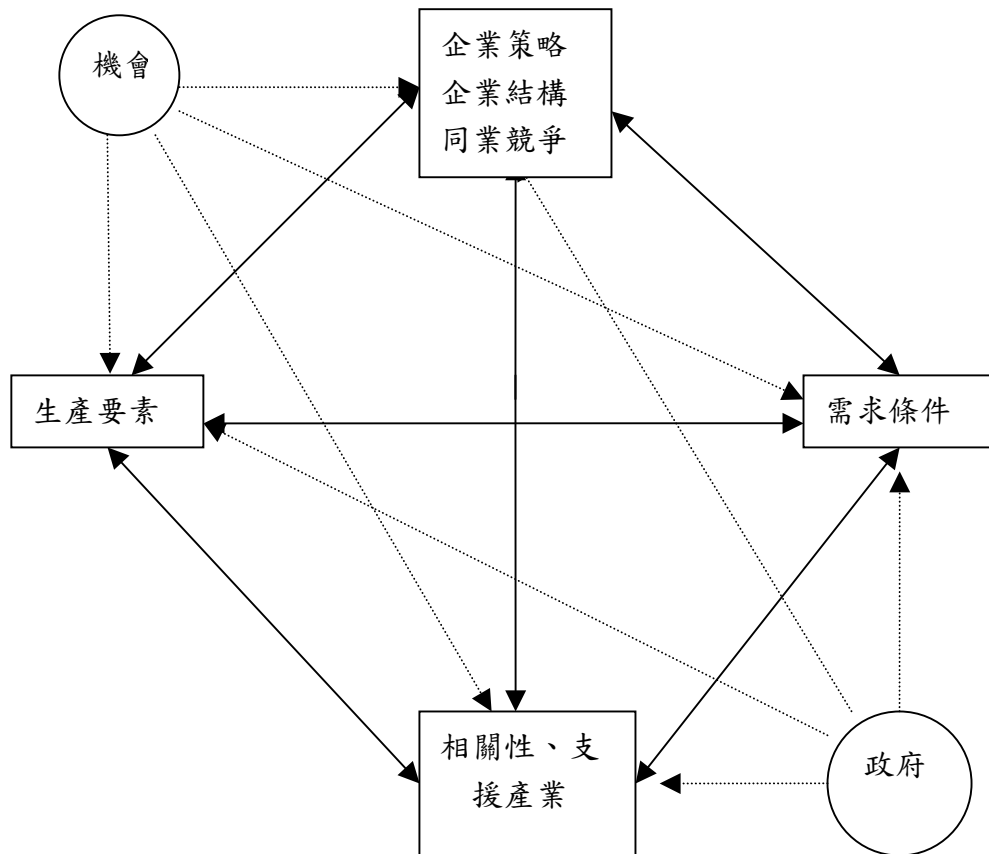 機會
企業策略
企業結構
同業競爭
生產要素
需求條件
相關性、支
援產業
政府